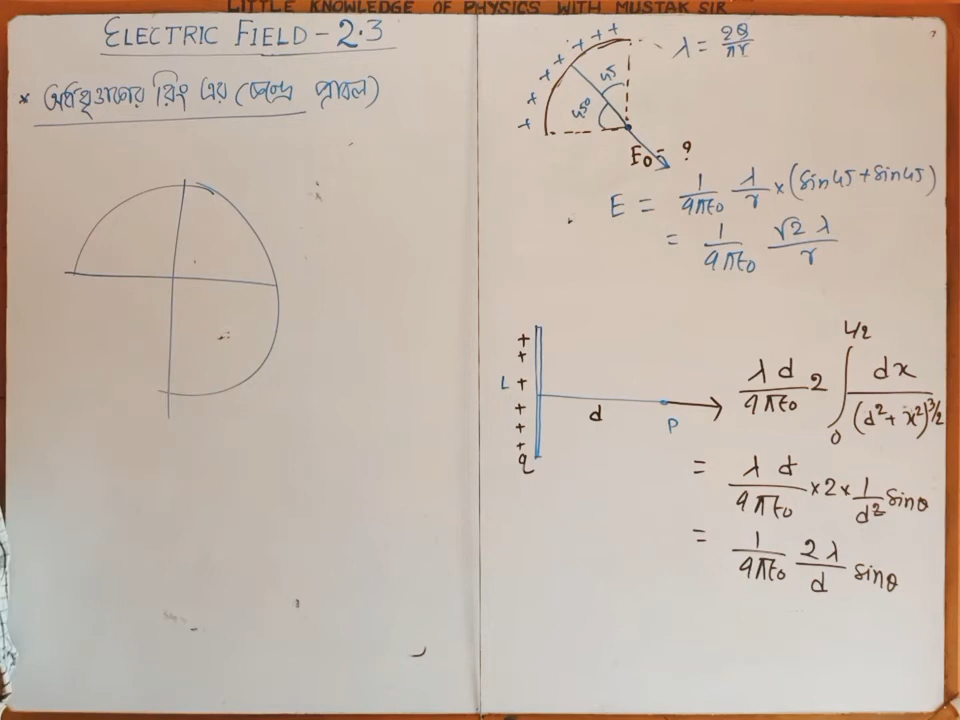 LITTLE KNOWLEDGE OF PHYSICS WITH MUSTAK SIR
ELECTRIC FIELD - 2.3
* অর্ধবৃত্তাকার রিং এর কেন্দ্রে প্রাবল্য
+ + + + + + + + +
λ = 2Q/πr
45
45°
E₀ = ?
E = 1/4πε₀ λ/r × (sin45 + sin45)
= 1/4πε₀ √2 λ/r
+ + + + + +
L
q
d
P
λ d/4πε₀ 2 ∫₀^{L/2} dx/(d² + x²)^{3/2}
= λ d/4πε₀ × 2 × 1/d² sinθ
= 1/4πε₀ 2λ/d sinθ